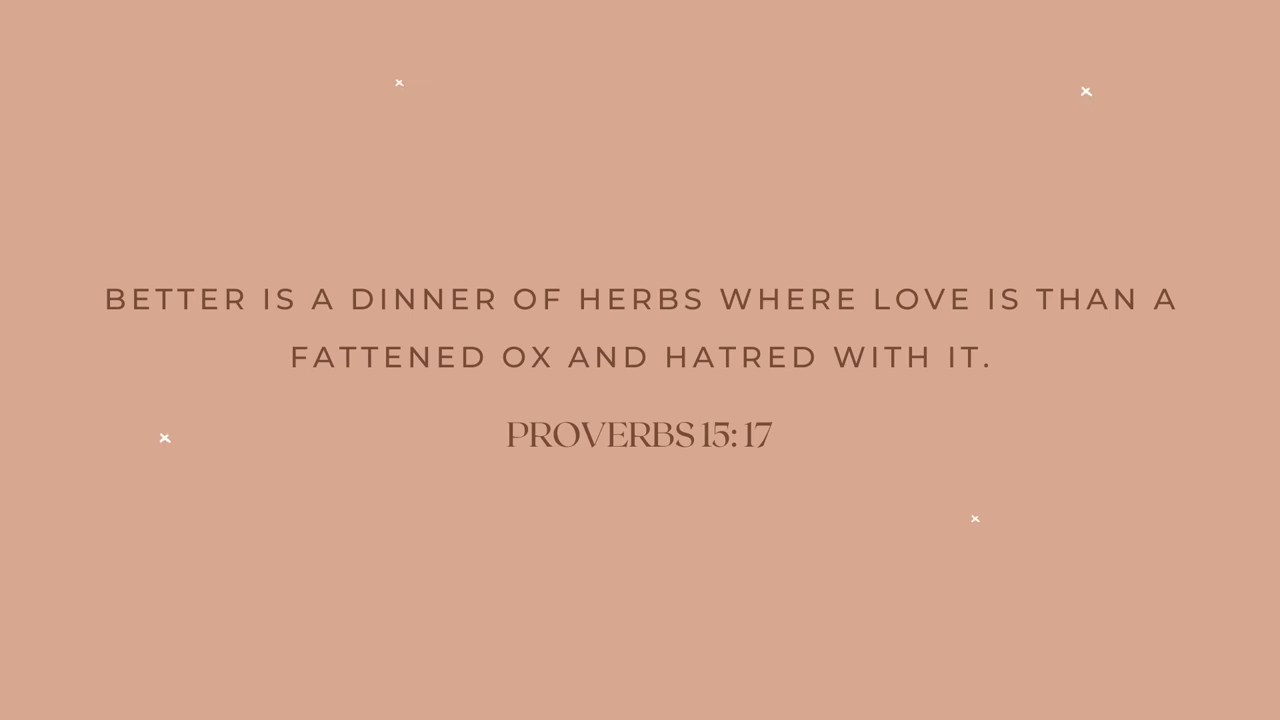 BETTER IS A DINNER OF HERBS WHERE LOVE IS THAN A
FATTENED OX AND HATRED WITH IT.
PROVERBS 15: 17